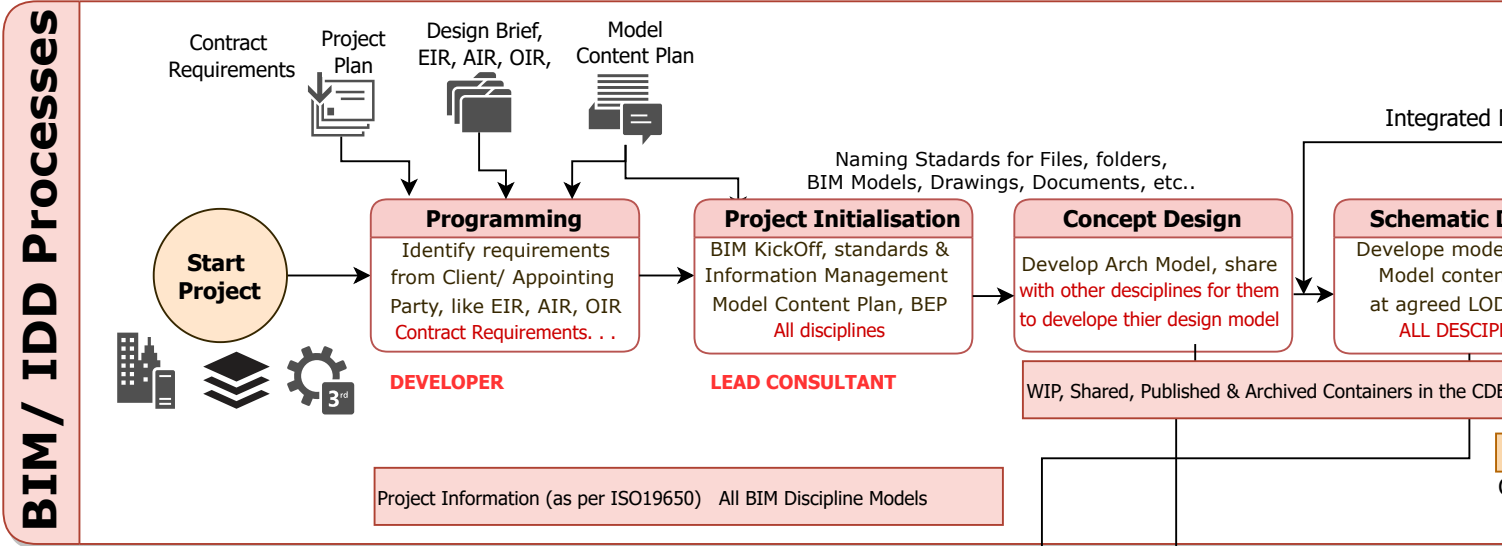 BIM/ IDD Processes
Contract
Requirements
Project
Plan
Design Brief,
EIR, AIR, OIR,
Model
Content Plan
Integrated
Naming Stadards for Files, folders,
BIM Models, Drawings, Documents, etc..
Start
Project
Programming
Identify requirements
from Client/ Appointing
Party, like EIR, AIR, OIR
Contract Requirements. . .
DEVELOPER
Project Initialisation
BIM KickOff, standards &
Information Management
Model Content Plan, BEP
All disciplines
LEAD CONSULTANT
Concept Design
Develop Arch Model, share
with other desciplines for them
to develope thier design model
Schematic
Develope
Model
at agreed
ALL
3rd
WIP, Shared, Published & Archived Containers in the
Project Information (as per ISO19650) All BIM Discipline Models